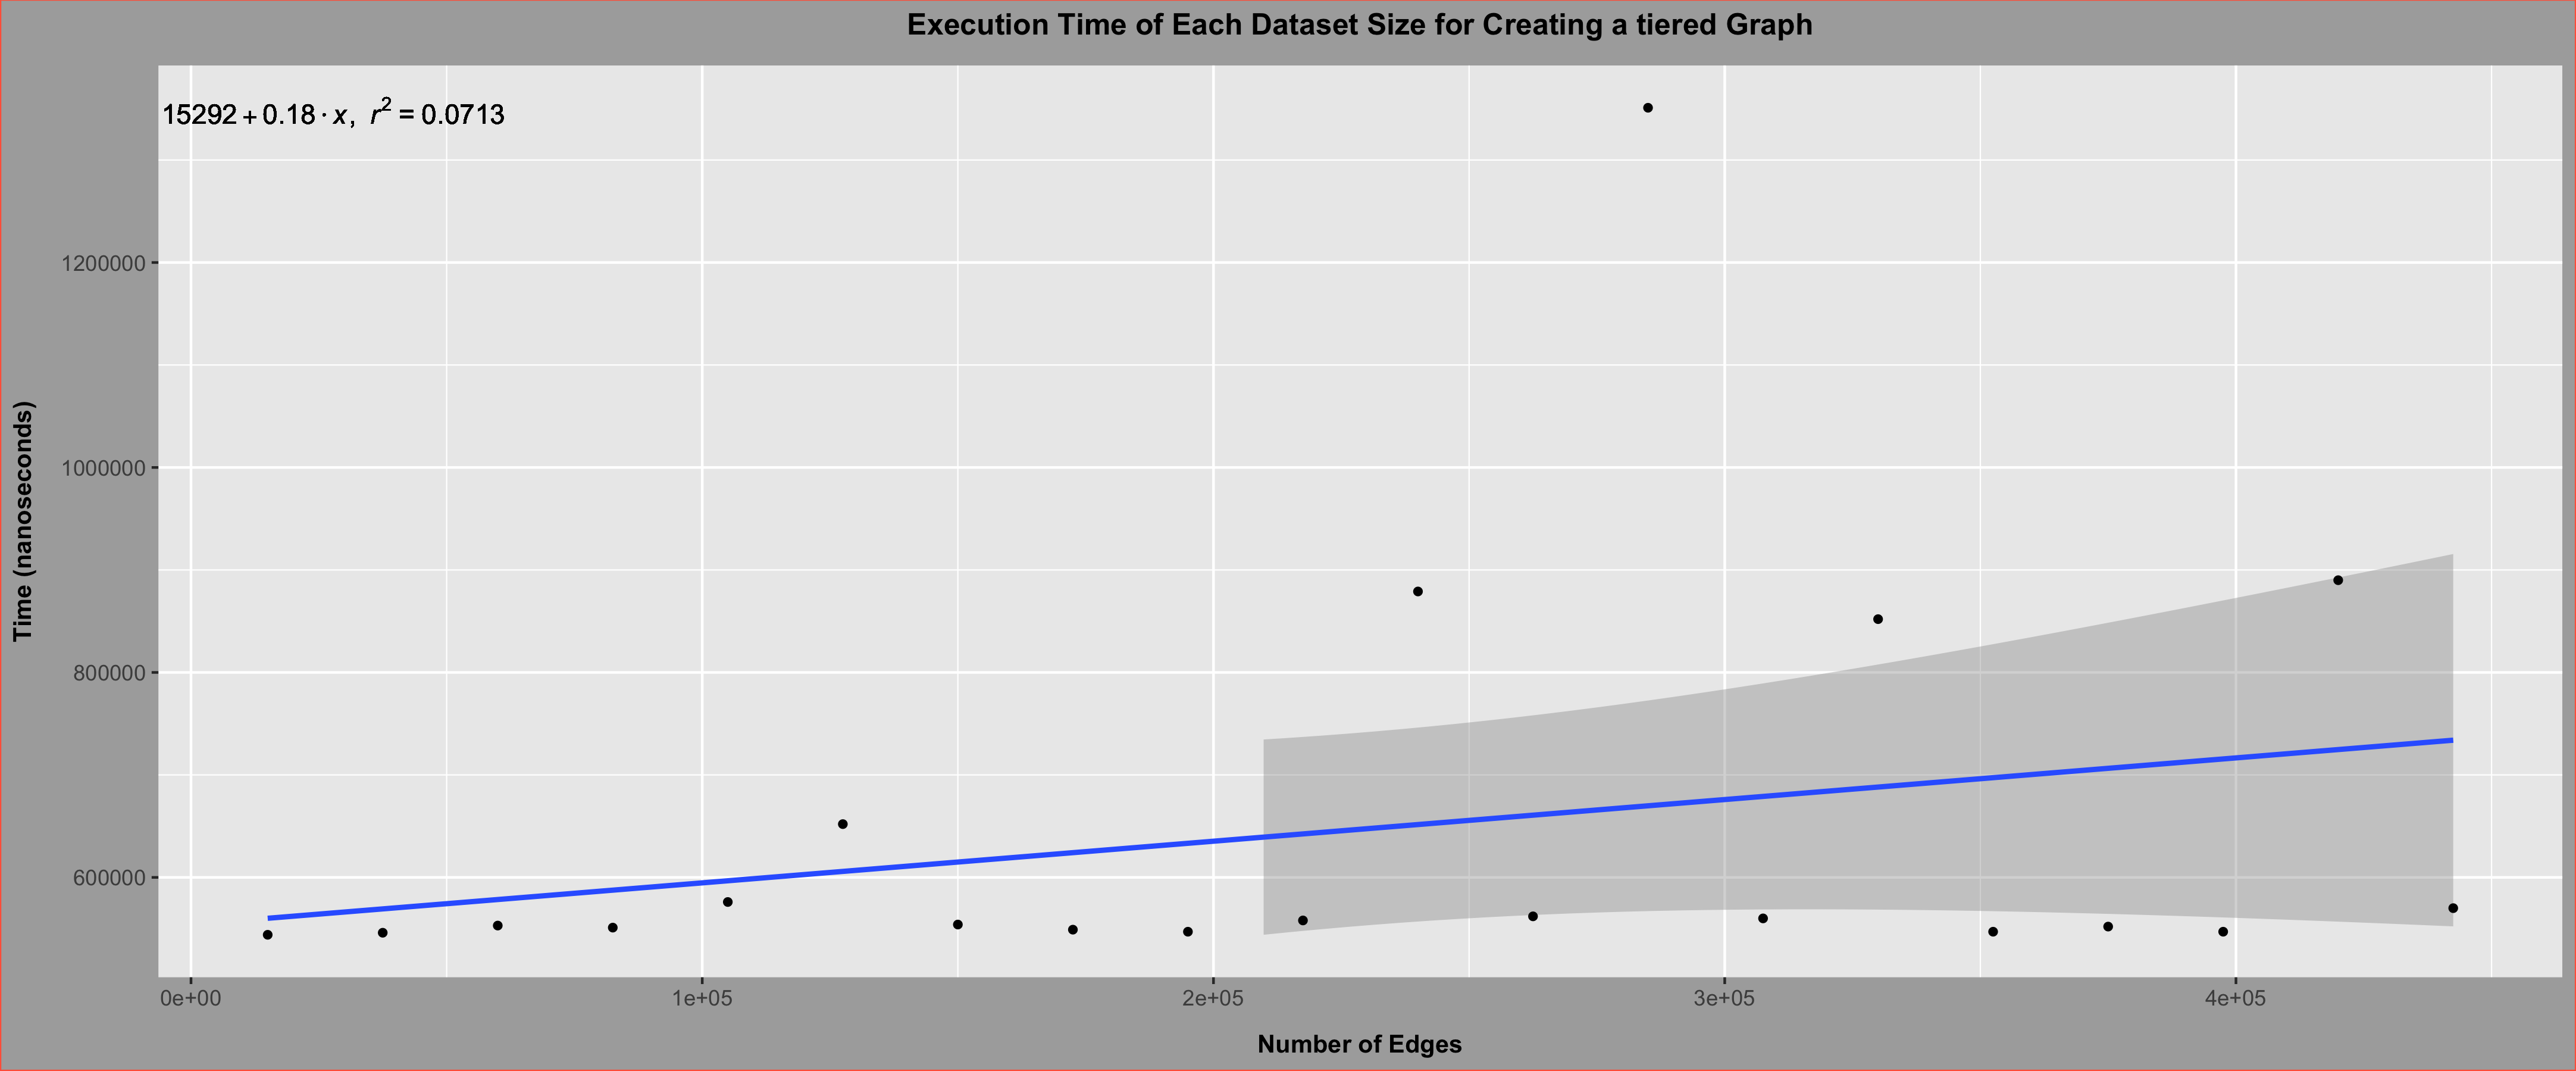 Execution Time of Each Dataset Size for Creating a tiered Graph
15292 + 0.18 · x, r² = 0.0713
1200000
1000000
800000
600000
Time (nanoseconds)
0e+00 1e+05 2e+05 3e+05 4e+05
Number of Edges